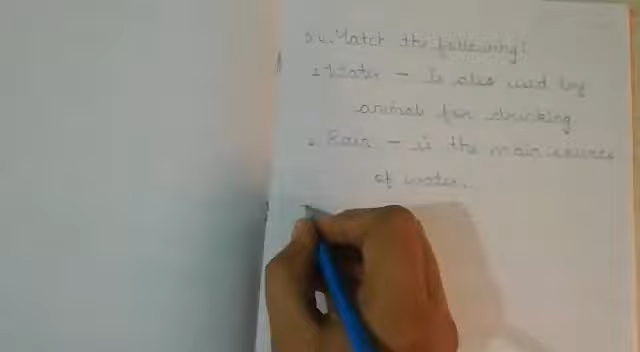 Q4. Match the following:
1. Water - is also used by
animals for drinking
2. Rain - is the main source
of water.